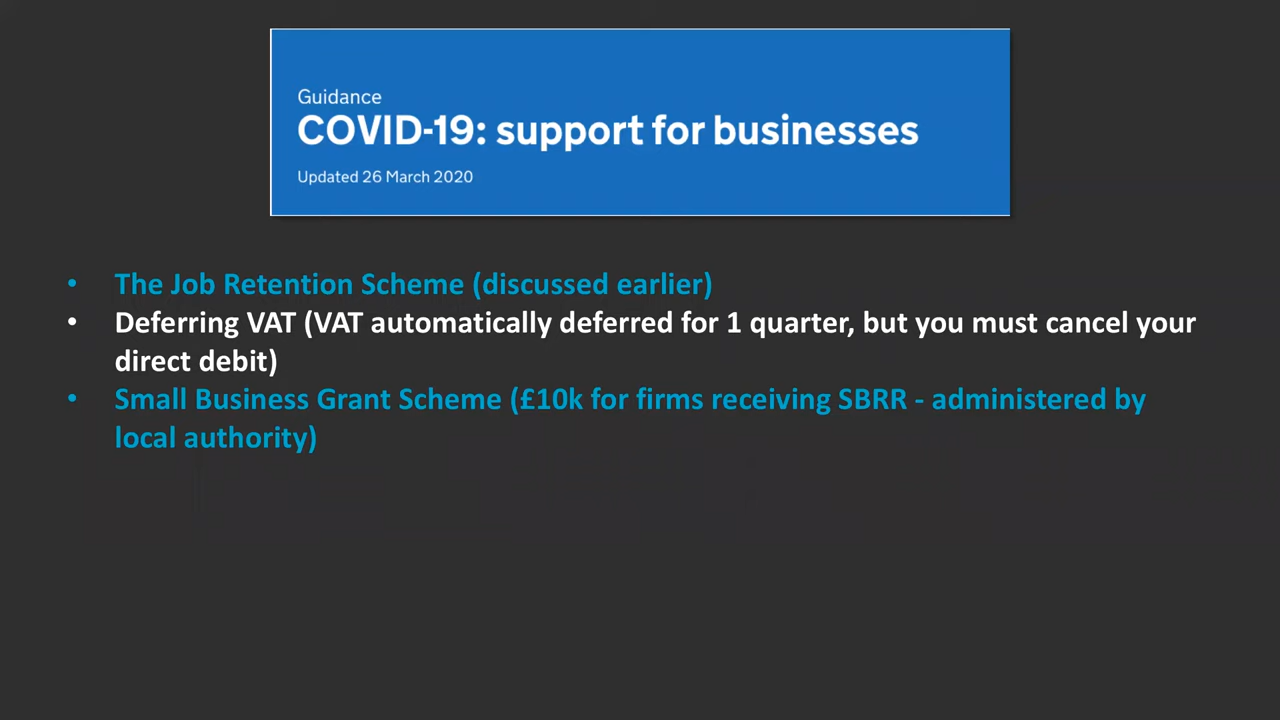 Guidance
COVID-19: support for businesses
Updated 26 March 2020
• The Job Retention Scheme (discussed earlier)
• Deferring VAT (VAT automatically deferred for 1 quarter, but you must cancel your
direct debit)
• Small Business Grant Scheme (£10k for firms receiving SBRR - administered by
local authority)